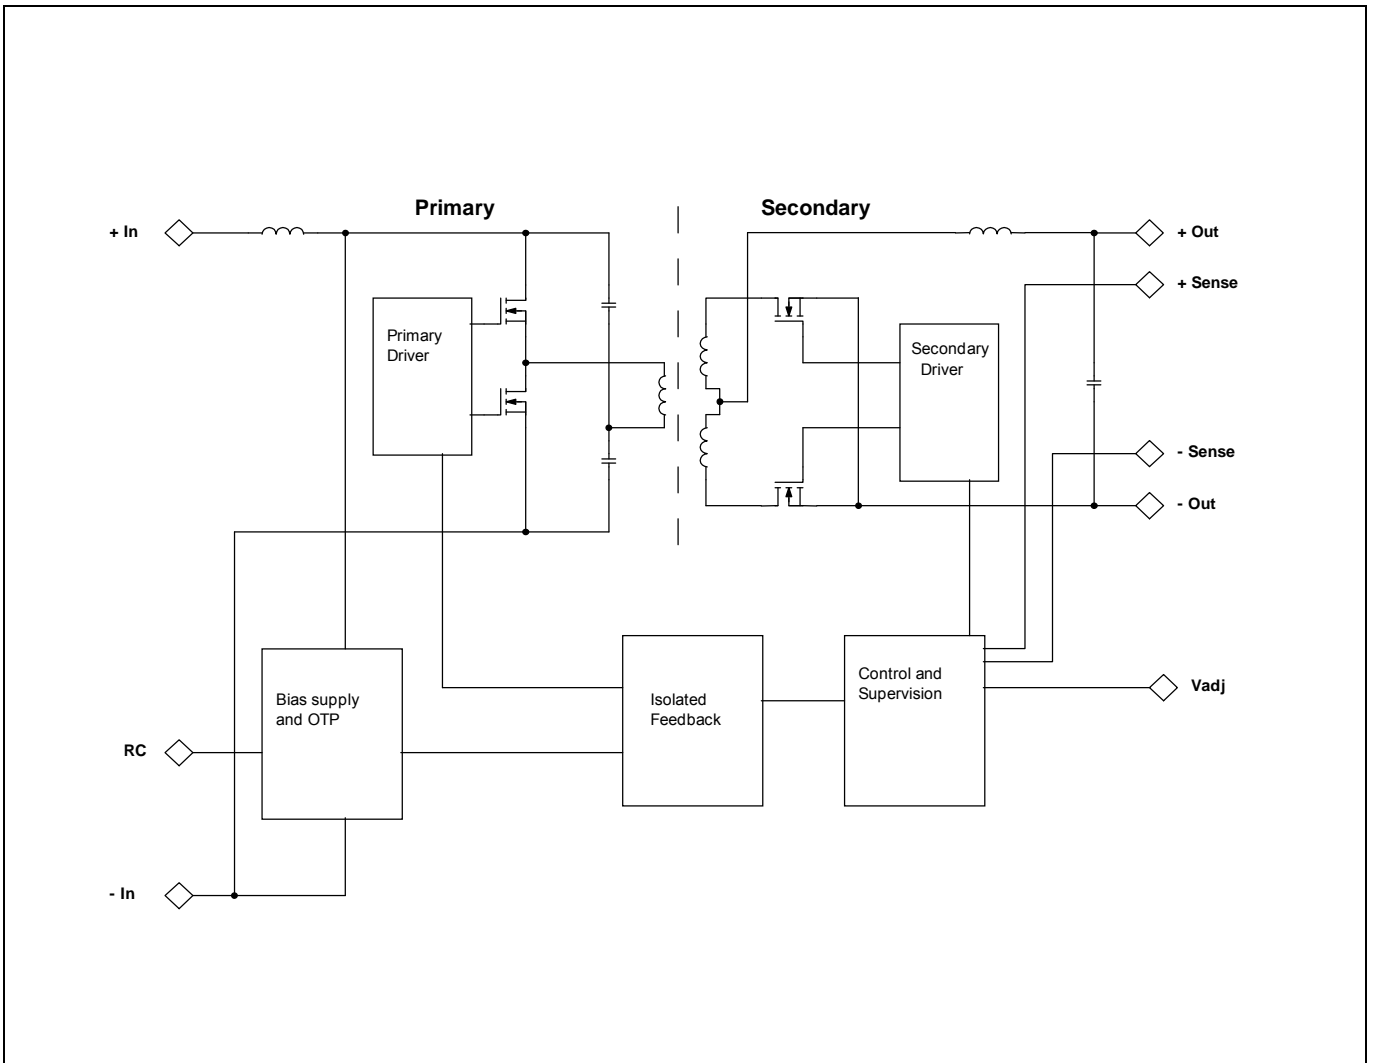 Primary
Secondary
+ In
+ Out
+ Sense
Primary
Driver
Secondary
Driver
- Sense
- Out
Bias supply
and OTP
Isolated
Feedback
Control and
Supervision
Vadj
RC
- In